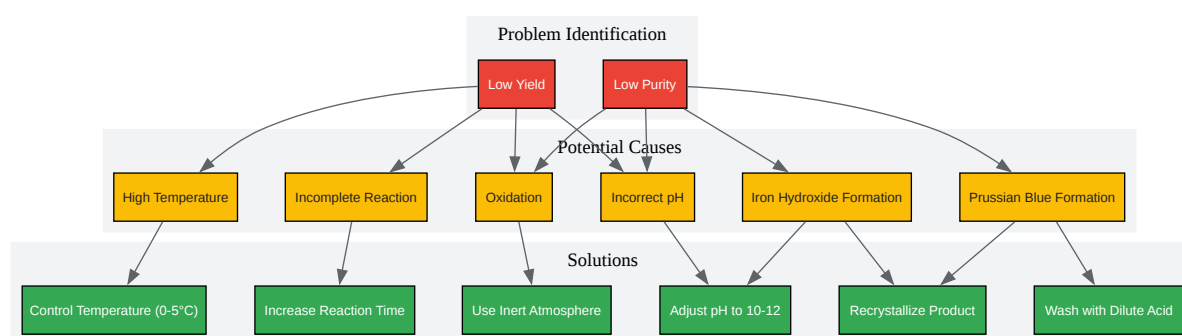 Problem Identification
Low Yield
Low Purity
Potential Causes
High Temperature
Incomplete Reaction
Oxidation
Incorrect pH
Iron Hydroxide Formation
Prussian Blue Formation
Solutions
Control Temperature (0-5°C)
Increase Reaction Time
Use Inert Atmosphere
Adjust pH to 10-12
Recrystallize Product
Wash with Dilute Acid